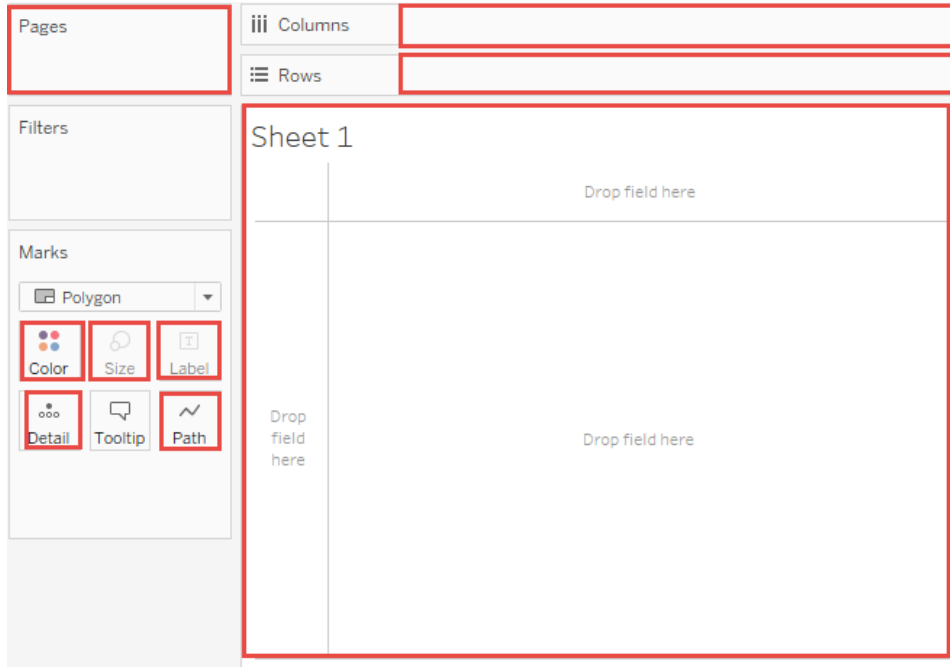 Pages
Columns
Rows
Filters
Sheet 1
Drop field here
Marks
Polygon
Color Size Label
Detail Tooltip Path
Drop
field
here
Drop field here